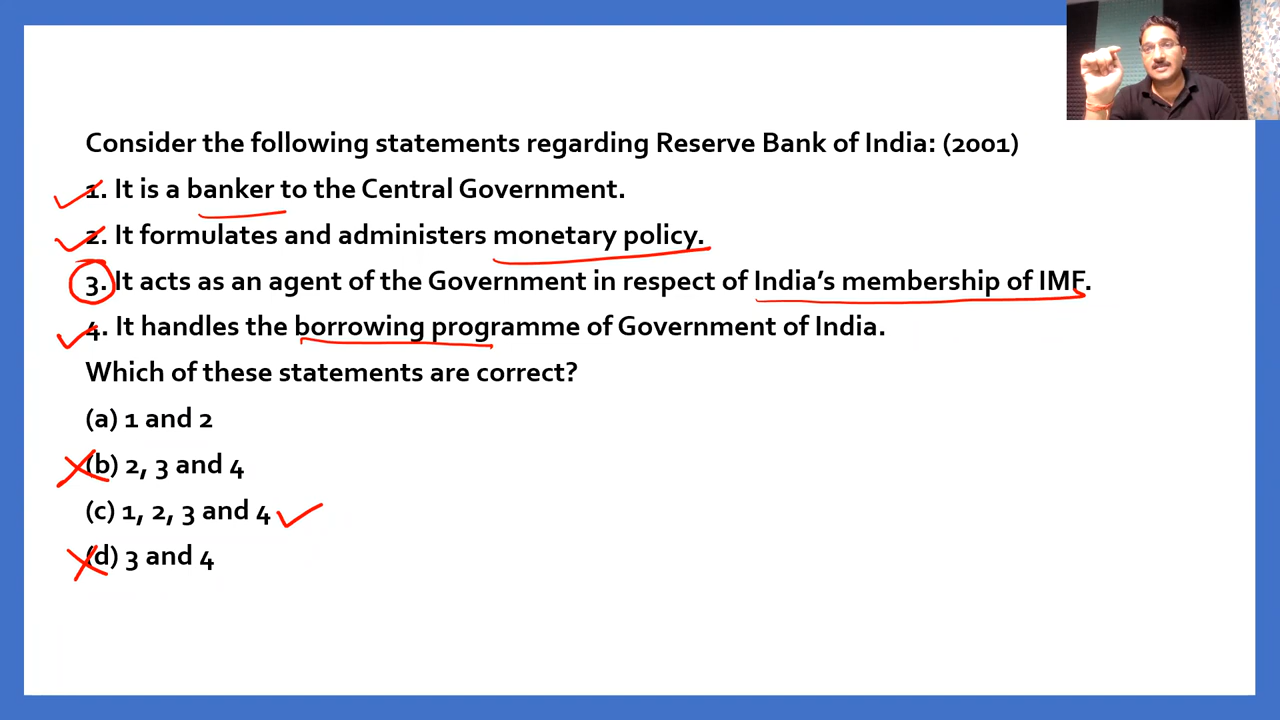 Consider the following statements regarding Reserve Bank of India: (2001)
1. It is a banker to the Central Government.
2. It formulates and administers monetary policy.
3. It acts as an agent of the Government in respect of India's membership of IMF.
4. It handles the borrowing programme of Government of India.
Which of these statements are correct?
(a) 1 and 2
(b) 2, 3 and 4
(c) 1, 2, 3 and 4
(d) 3 and 4